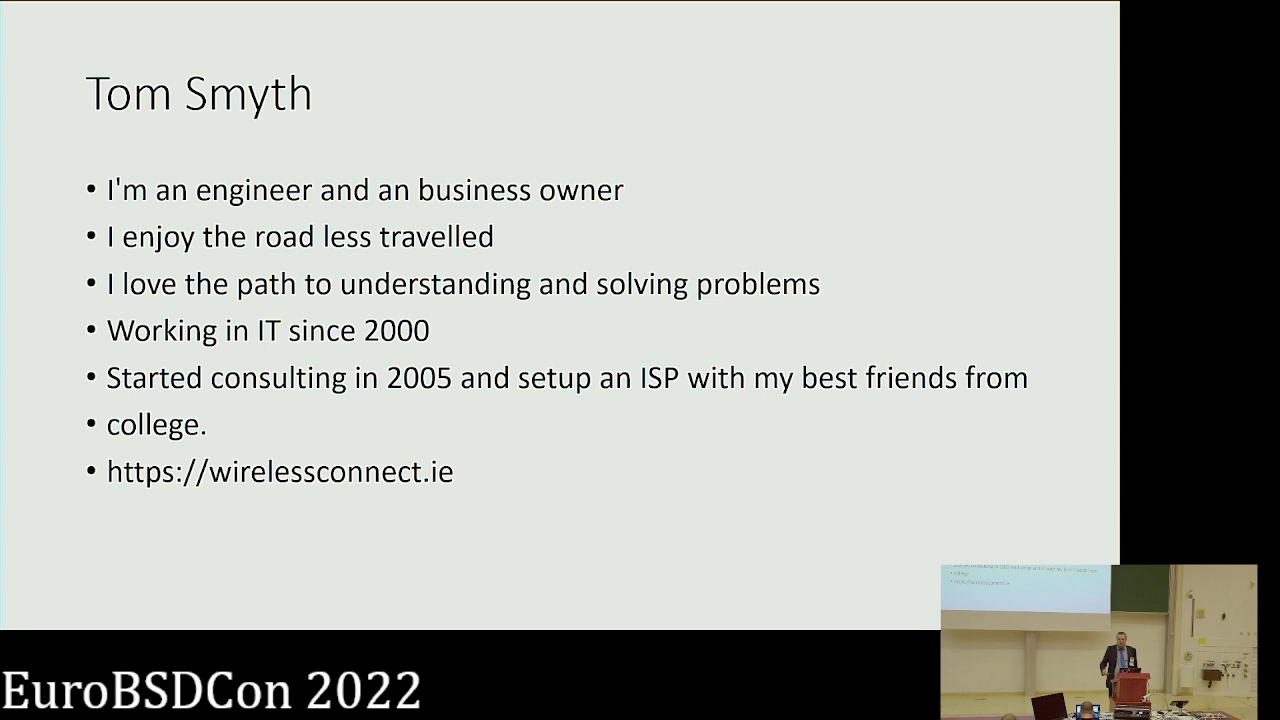 Tom Smyth
• I'm an engineer and an business owner
• I enjoy the road less travelled
• I love the path to understanding and solving problems
• Working in IT since 2000
• Started consulting in 2005 and setup an ISP with my best friends from
• college.
• https://wirelessconnect.ie
EuroBSDCon 2022